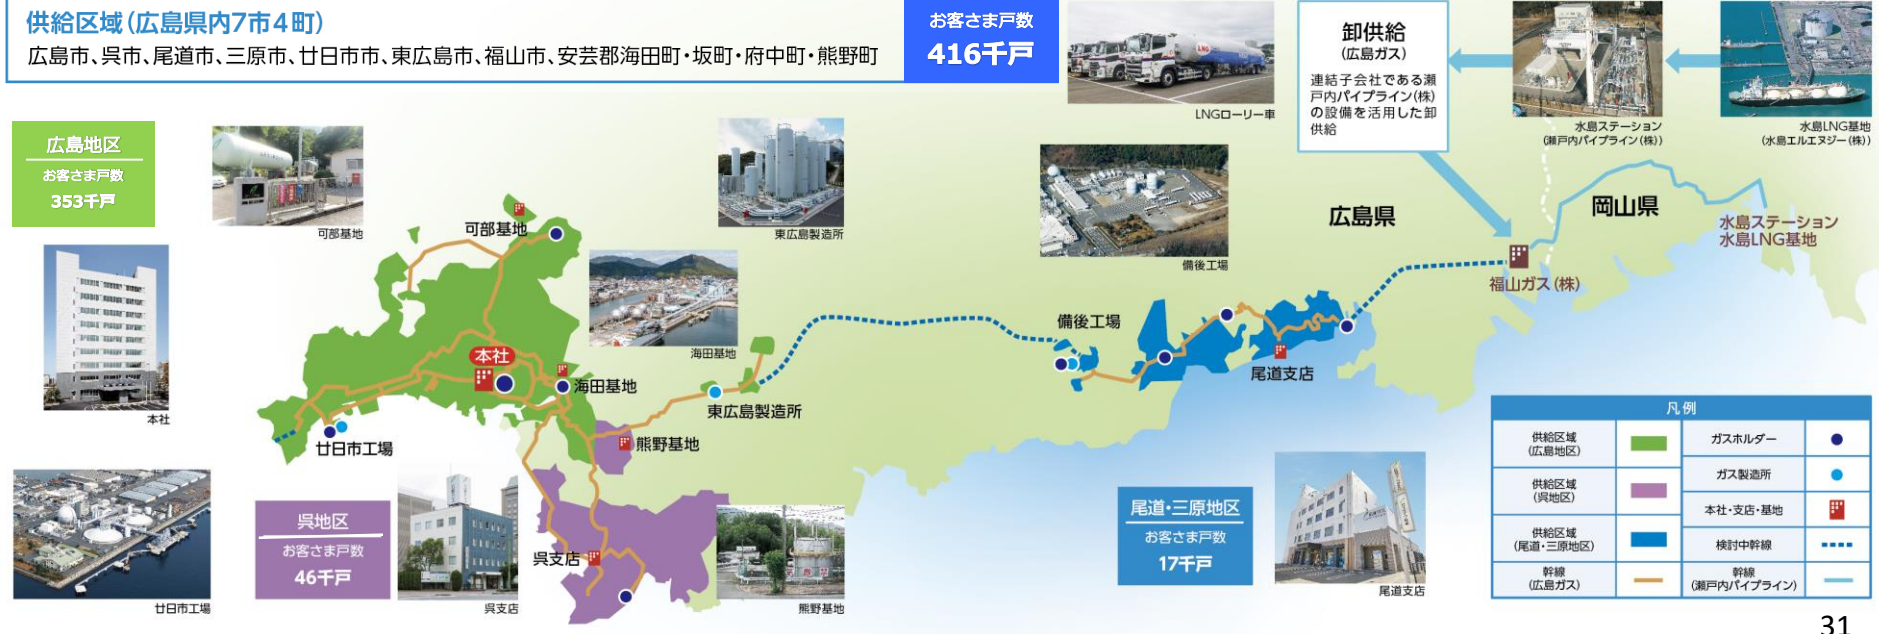 供給区域(広島県内7市4町)
広島市、呉市、尾道市、三原市、廿日市市、東広島市、福山市、安芸郡海田町・坂町・府中町・熊野町
お客さま戸数
416千戸
LNGローリー車
卸供給
(広島ガス)
連結子会社である瀬
戸内パイプライン(株)
の設備を活用した卸
供給
水島ステーション
(瀬戸内パイプライン(株))
水島LNG基地
(水島エルエヌジー(株))
広島地区
お客さま戸数
353千戸
可部基地
可部基地
東広島製造所
備後工場
広島県
岡山県
水島ステーション
水島LNG基地
福山ガス(株)
本社
海田基地
本社
海田基地
備後工場
尾道支店
東広島製造所
廿日市工場
熊野基地
廿日市工場
呉地区
お客さま戸数
46千戸
呉支店
呉支店
熊野基地
尾道・三原地区
お客さま戸数
17千戸
尾道支店
凡例
供給区域
(広島地区)
ガスホルダー
供給区域
(呉地区)
ガス製造所
本社・支店・基地
供給区域
(尾道・三原地区)
検討中幹線
幹線
(広島ガス)
幹線
(瀬戸内パイプライン)
31